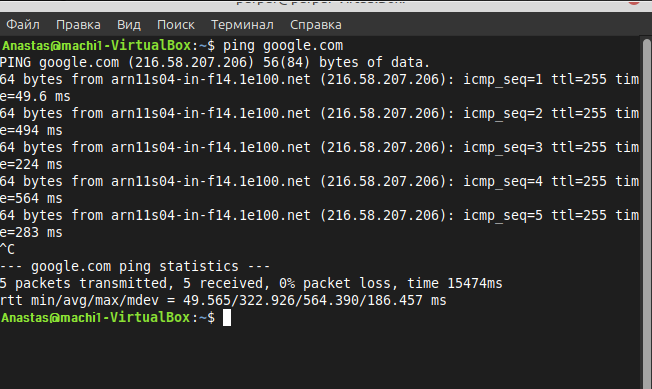 Файл Правка Вид Поиск Терминал Справка
Anastas@machi1-VirtualBox:~$ ping google.com
PING google.com (216.58.207.206) 56(84) bytes of data.
64 bytes from arn11s04-in-f14.1e100.net (216.58.207.206): icmp_seq=1 ttl=255 tim
e=49.6 ms
64 bytes from arn11s04-in-f14.1e100.net (216.58.207.206): icmp_seq=2 ttl=255 tim
e=494 ms
64 bytes from arn11s04-in-f14.1e100.net (216.58.207.206): icmp_seq=3 ttl=255 tim
e=224 ms
64 bytes from arn11s04-in-f14.1e100.net (216.58.207.206): icmp_seq=4 ttl=255 tim
e=564 ms
64 bytes from arn11s04-in-f14.1e100.net (216.58.207.206): icmp_seq=5 ttl=255 tim
e=283 ms
^C
--- google.com ping statistics ---
5 packets transmitted, 5 received, 0% packet loss, time 15474ms
rtt min/avg/max/mdev = 49.565/322.926/564.390/186.457 ms
Anastas@machi1-VirtualBox:~$